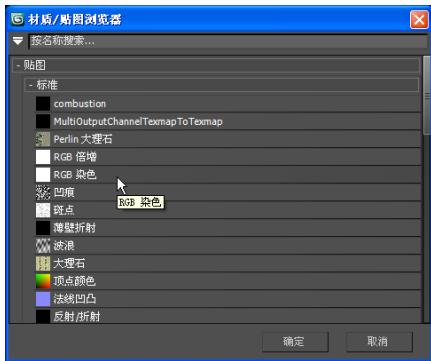 材质/贴图浏览器
按名称搜索...
- 贴图
- 标准
combustion
MultiOutputChannelTexmapToTexmap
Perlin 大理石
RGB 倍增
RGB 染色
凹痕
RGB 染色
斑点
薄壁折射
波浪
大理石
顶点颜色
法线凹凸
反射/折射
确定
取消